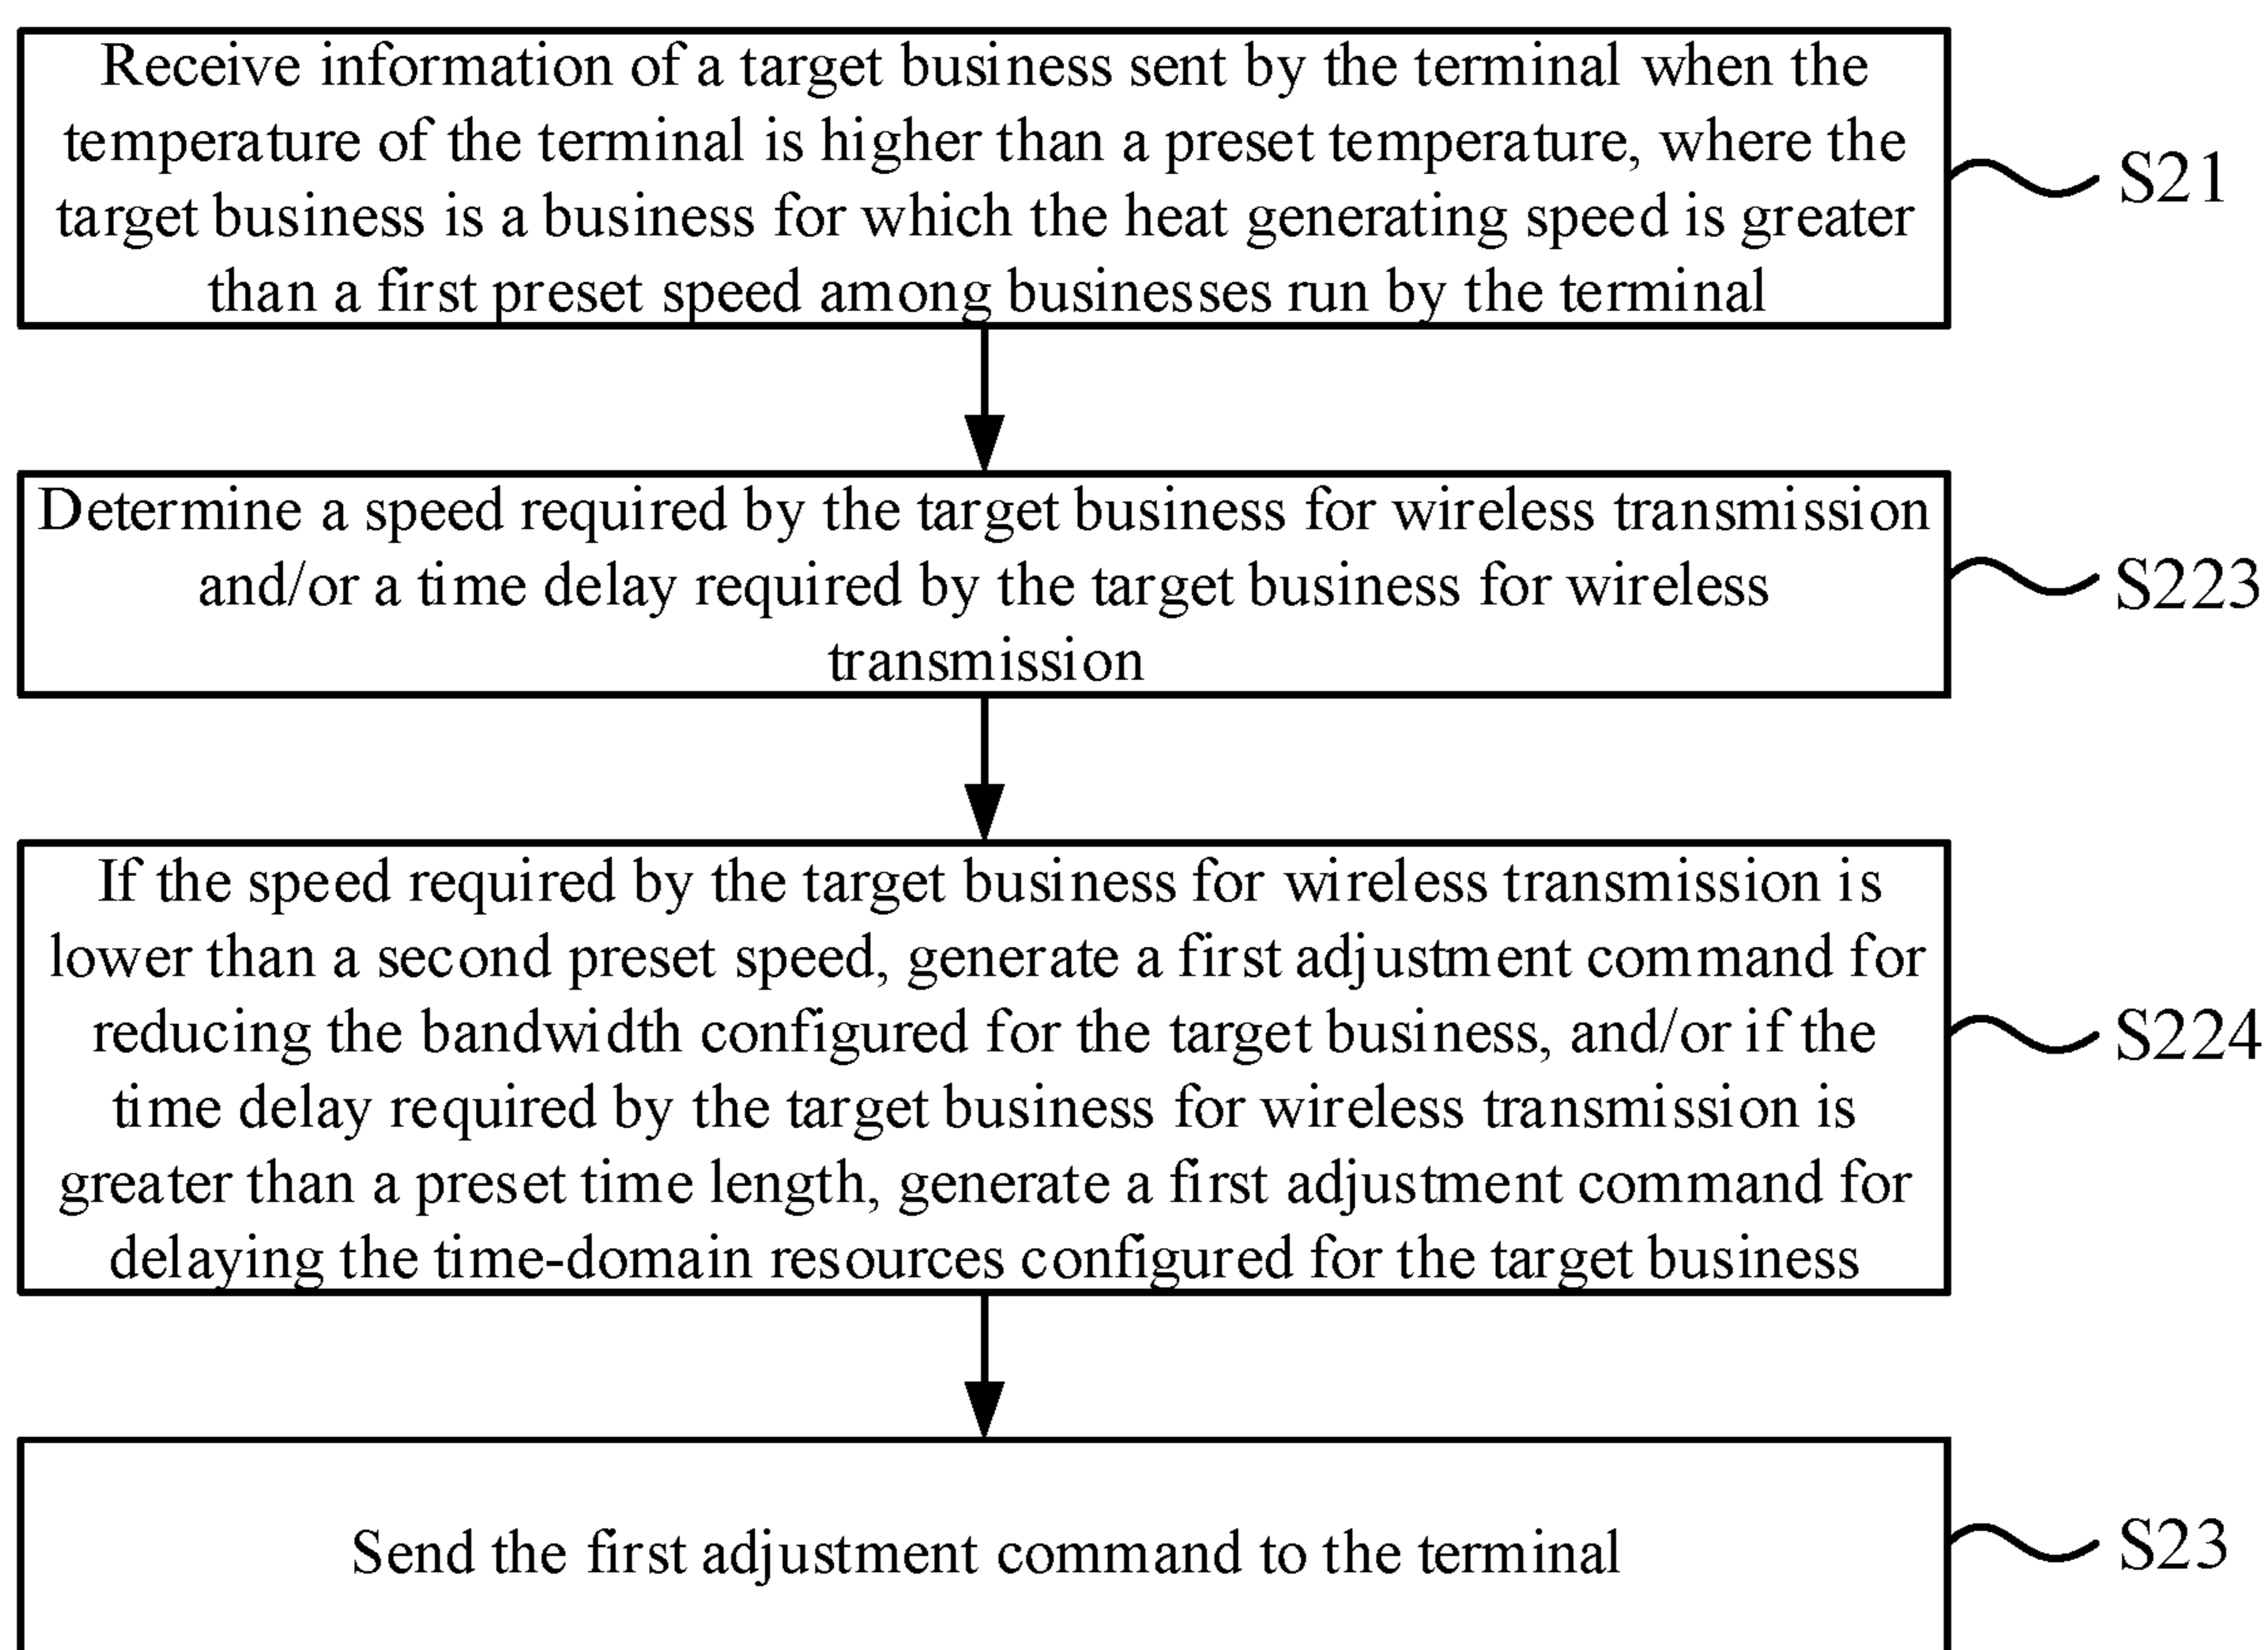 Receive information of a target business sent by the terminal when the
temperature of the terminal is higher than a preset temperature, where the
target business is a business for which the heat generating speed is greater
than a first preset speed among businesses run by the terminal
S21
Determine a speed required by the target business for wireless transmission
and/or a time delay required by the target business for wireless
transmission
S223
If the speed required by the target business for wireless transmission is
lower than a second preset speed, generate a first adjustment command for
reducing the bandwidth configured for the target business, and/or if the
time delay required by the target business for wireless transmission is
greater than a preset time length, generate a first adjustment command for
delaying the time-domain resources configured for the target business
S224
Send the first adjustment command to the terminal
S23